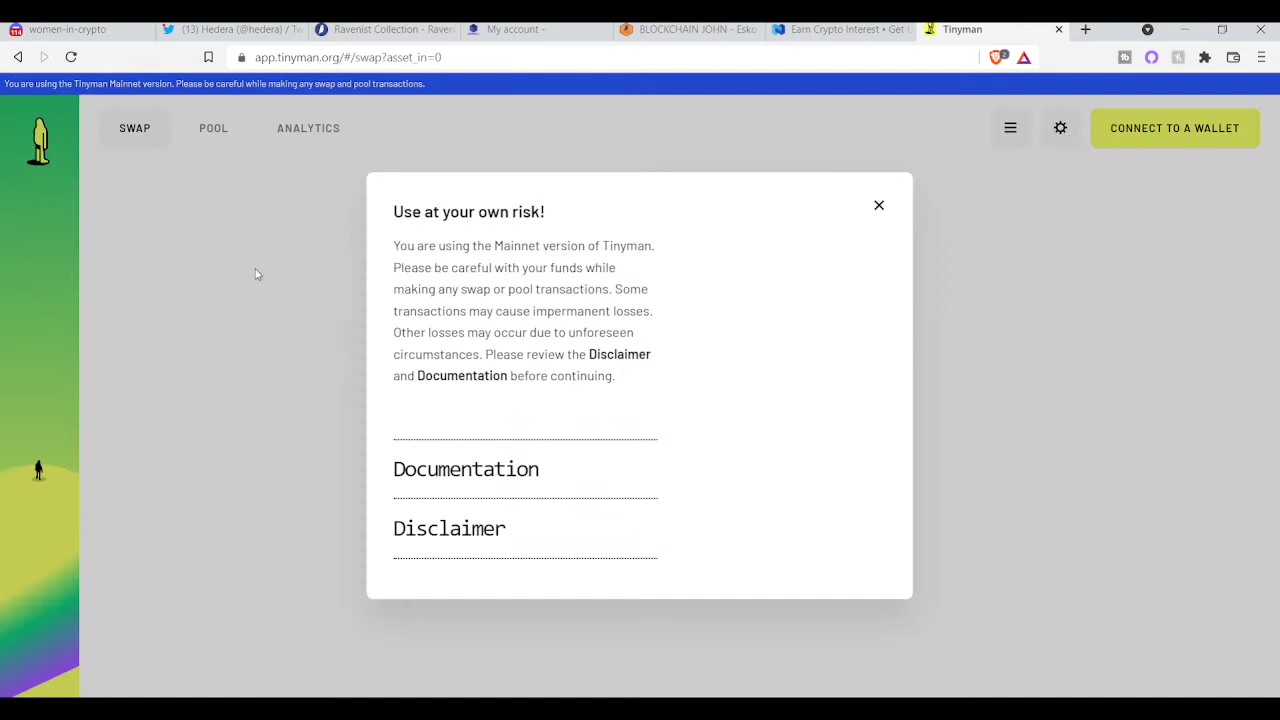 114
women-in-crypto
(13) Hedera (@hedera) / Tw
Ravenist Collection - Raven
My account -
BLOCKCHAIN JOHN - Esko
Earn Crypto Interest • Get
Tinyman
app.tinyman.org/#/swap?asset_in=0
2
You are using the Tinyman Mainnet version. Please be careful while making any swap and pool transactions.
SWAP
POOL
ANALYTICS
CONNECT TO A WALLET
Use at your own risk!
You are using the Mainnet version of Tinyman.
Please be careful with your funds while
making any swap or pool transactions. Some
transactions may cause impermanent losses.
Other losses may occur due to unforeseen
circumstances. Please review the Disclaimer
and Documentation before continuing.
Documentation
Disclaimer